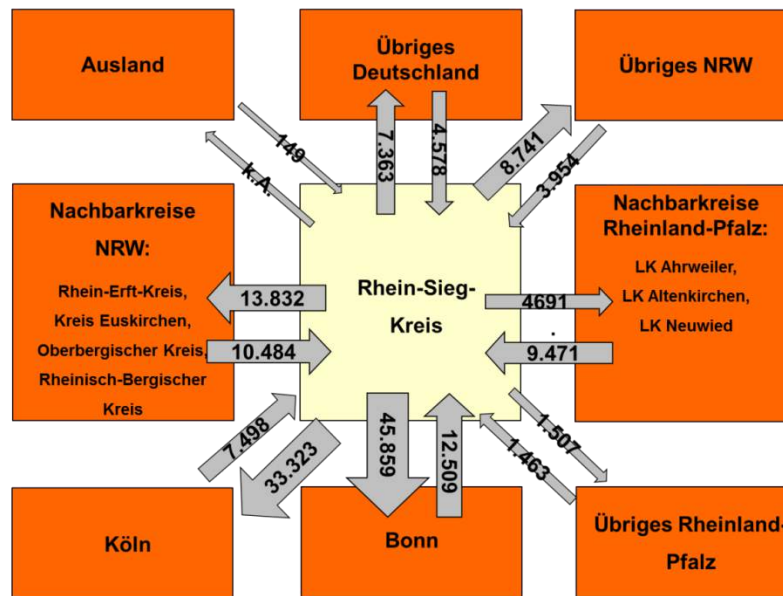 Ausland
Übriges
Deutschland
Übriges NRW
149
k.A.
7.363
4.578
8.741
3.954
Nachbarkreise
NRW:
Rhein-Erft-Kreis,
Kreis Euskirchen,
Oberbergischer Kreis,
Rheinisch-Bergischer
Kreis
13.832
10.484
Rhein-Sieg-
Kreis
4691
.
9.471
Nachbarkreise
Rheinland-Pfalz:
LK Ahrweiler,
LK Altenkirchen,
LK Neuwied
7.498
33.323
45.859
12.509
1.463
1.507
Köln
Bonn
Übriges Rheinland-
Pfalz